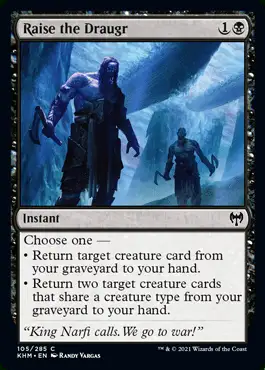 Raise the Draugr 1
Instant
Choose one —
• Return target creature card from
your graveyard to your hand.
• Return two target creature cards
that share a creature type from your
graveyard to your hand.
“King Narfi calls. We go to war!”
105/285 C
KHM • EN RANDY VARGAS
™ & © 2021 Wizards of the Coast